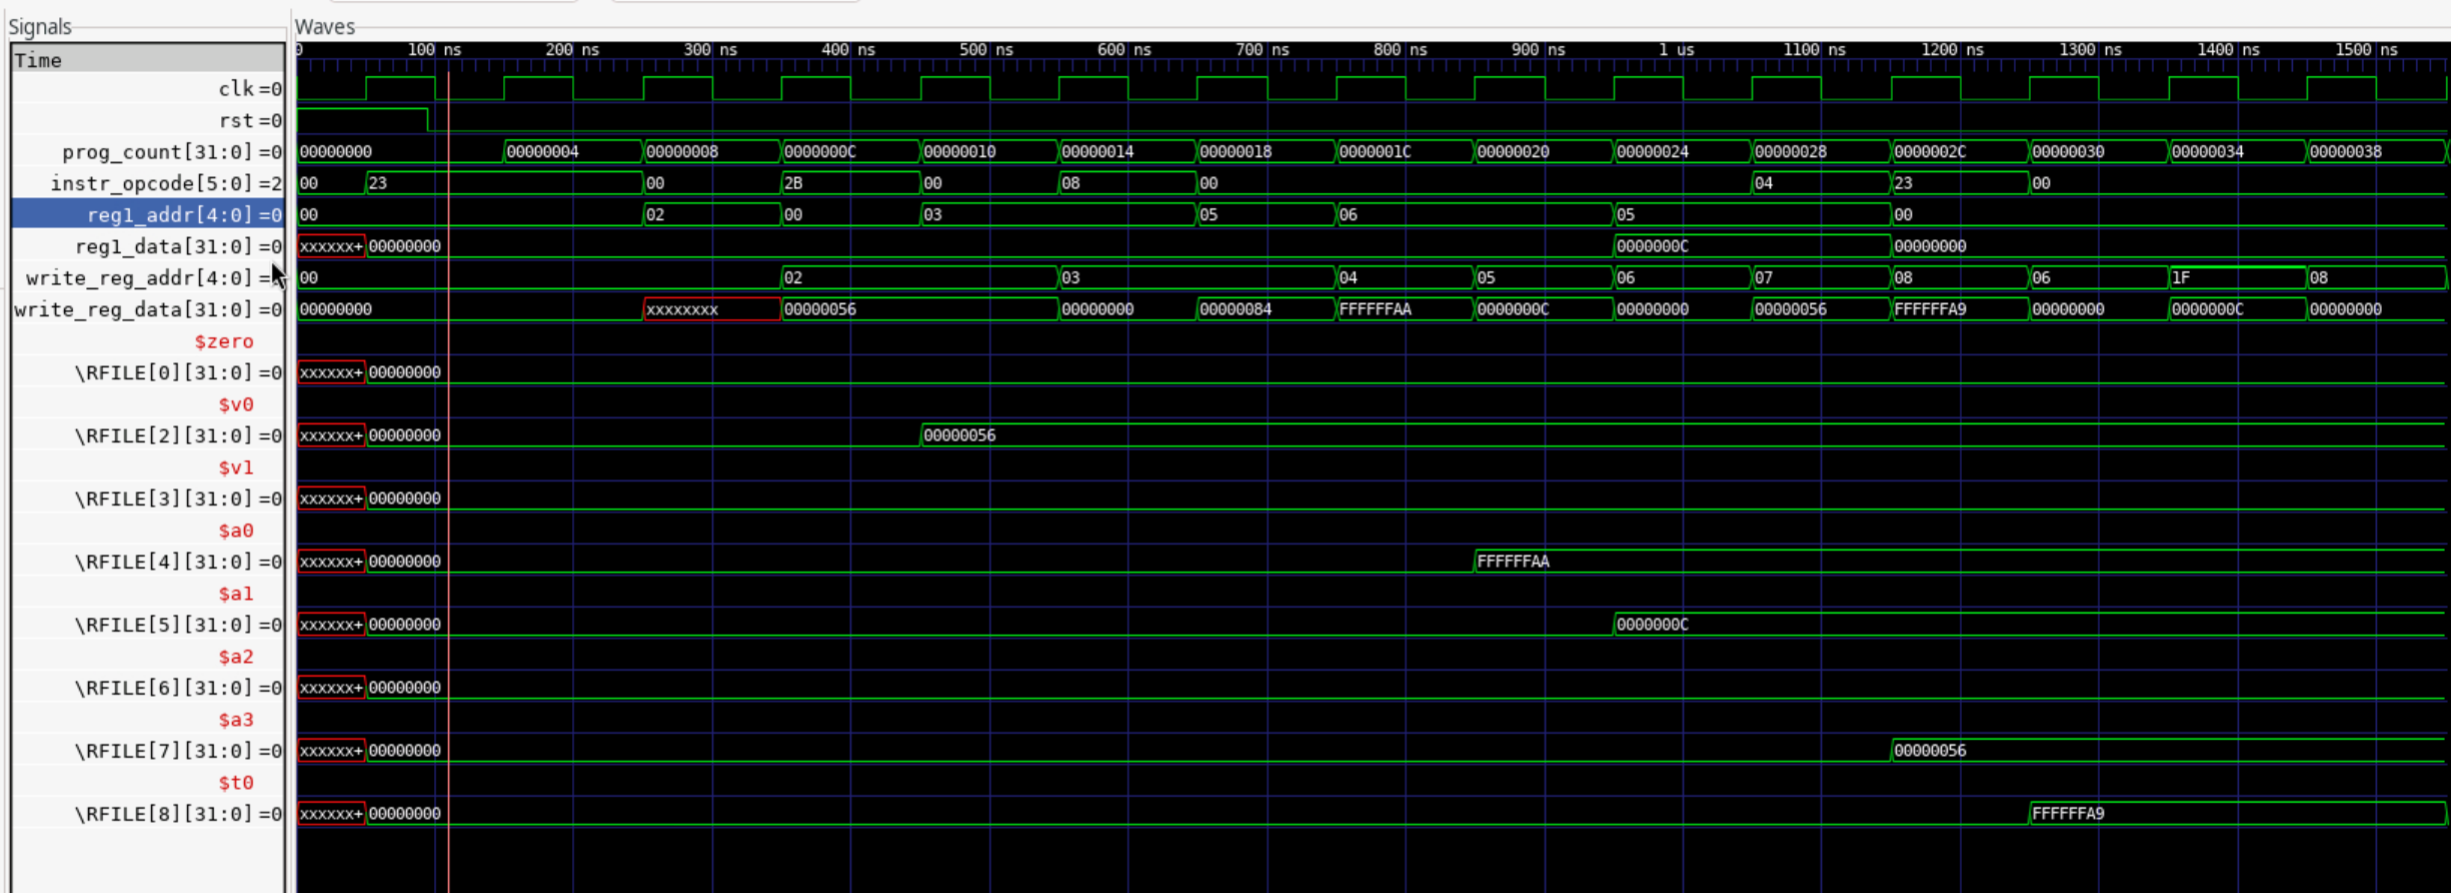 Signals Waves
Time 0 100 ns 200 ns 300 ns 400 ns 500 ns 600 ns 700 ns 800 ns 900 ns 1 us 1100 ns 1200 ns 1300 ns 1400 ns 1500 ns
clk =0
rst =0
prog_count[31:0] =0 00000000 00000004 00000008 0000000C 00000010 00000014 00000018 0000001C 00000020 00000024 00000028 0000002C 00000030 00000034 00000038
instr_opcode[5:0] =2 00 23 00 2B 00 08 00 04 23 00
reg1_addr[4:0] =0 00 02 00 03 05 06 05 00
reg1_data[31:0] =0 xxxxxx+ 00000000 0000000C 00000000
write_reg_addr[4:0] = 00 02 03 04 05 06 07 08 06 1F 08
write_reg_data[31:0] =0 00000000 xxxxxxxx 00000056 00000000 00000084 FFFFFFAA 0000000C 00000000 00000056 FFFFFFA9 00000000 0000000C 00000000
$zero
\RFILE[0][31:0] =0 xxxxxx+ 00000000
$v0
\RFILE[2][31:0] =0 xxxxxx+ 00000000 00000056
$v1
\RFILE[3][31:0] =0 xxxxxx+ 00000000
$a0
\RFILE[4][31:0] =0 xxxxxx+ 00000000 FFFFFFAA
$a1
\RFILE[5][31:0] =0 xxxxxx+ 00000000 0000000C
$a2
\RFILE[6][31:0] =0 xxxxxx+ 00000000
$a3
\RFILE[7][31:0] =0 xxxxxx+ 00000000 00000056
$t0
\RFILE[8][31:0] =0 xxxxxx+ 00000000 FFFFFFA9